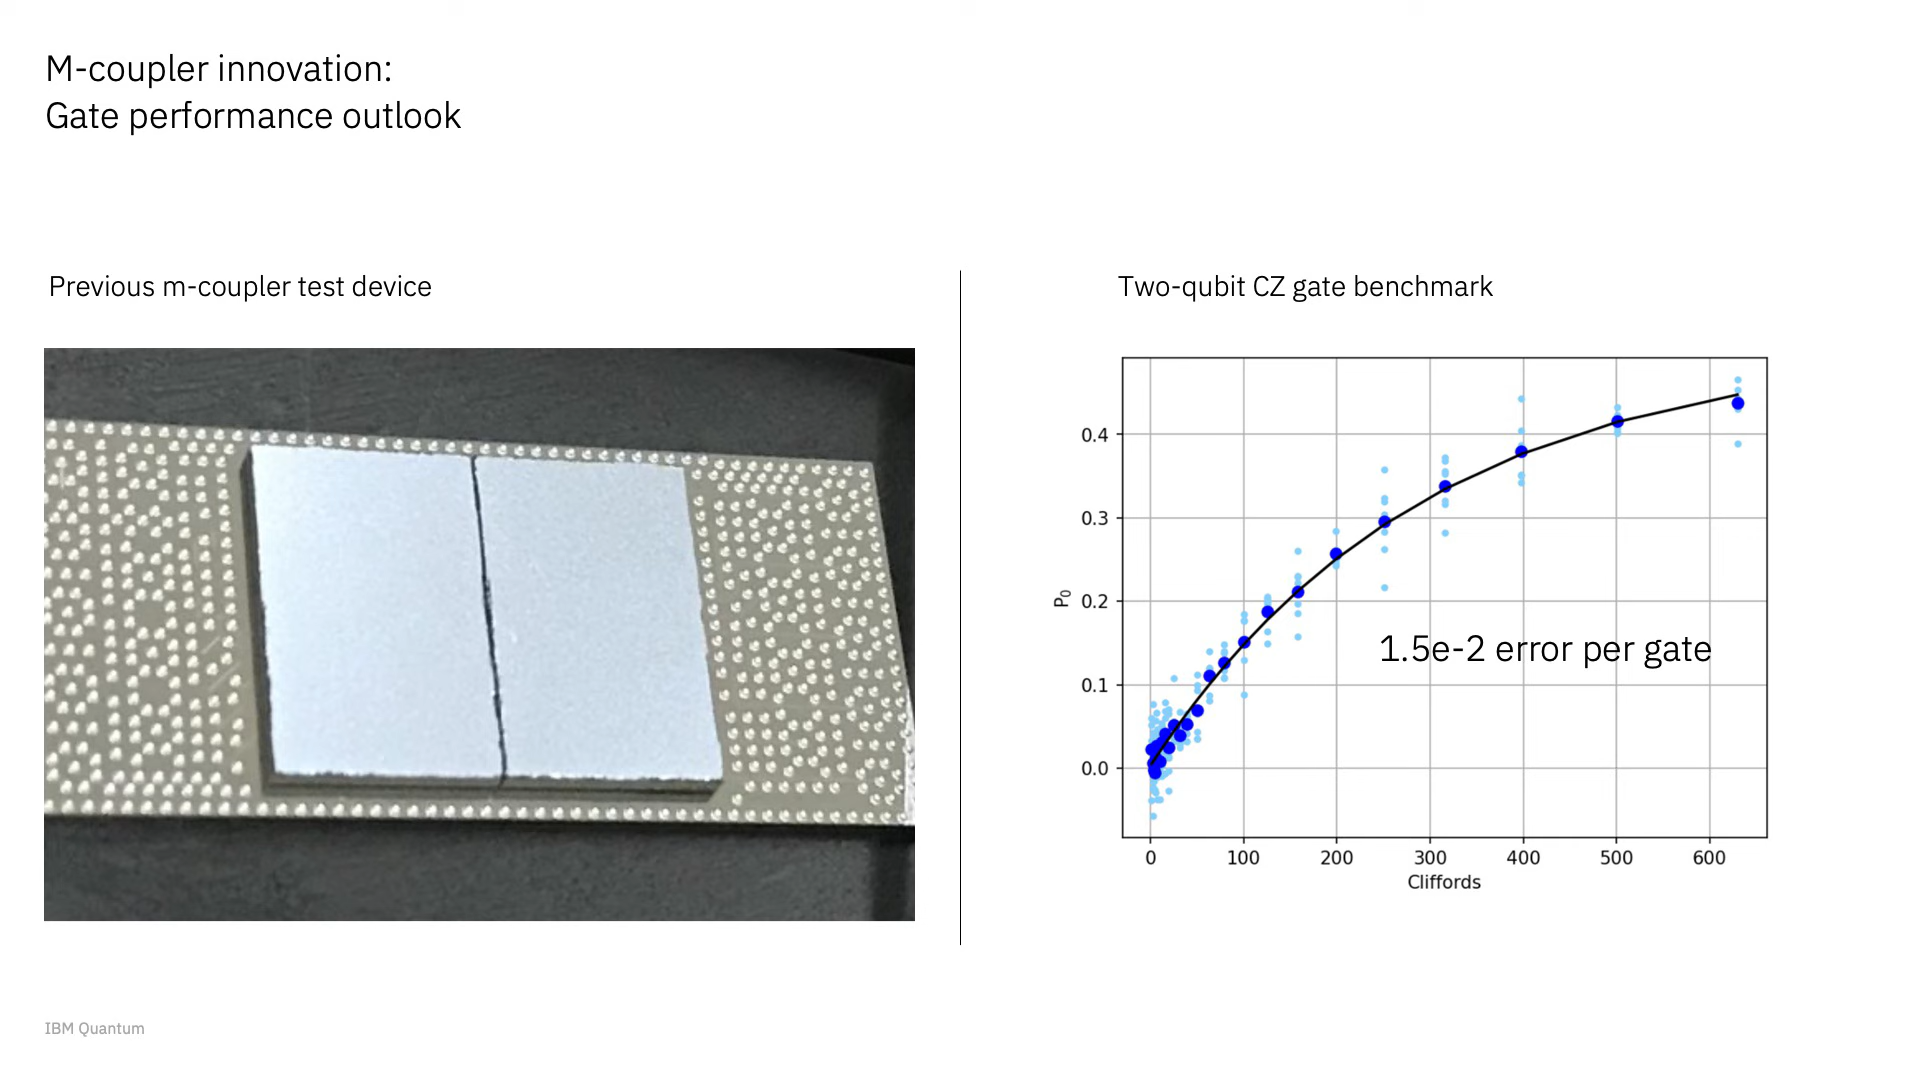 M-coupler innovation:
Gate performance outlook
Previous m-coupler test device
Two-qubit CZ gate benchmark
0.4
0.3
0.2
0.1
0.0
P₀
1.5e-2 error per gate
0 100 200 300 400 500 600
Cliffords
IBM Quantum